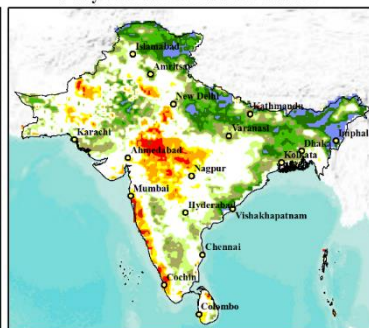 Islamabad
Amritsar
New Delhi
Kathmandu
Varanasi
Imphal
Dhaka
Karachi
Ahmedabad
Kolkata
Nagpur
Mumbai
Hyderabad
Vishakhapatnam
Chennai
Cochin
Colombo